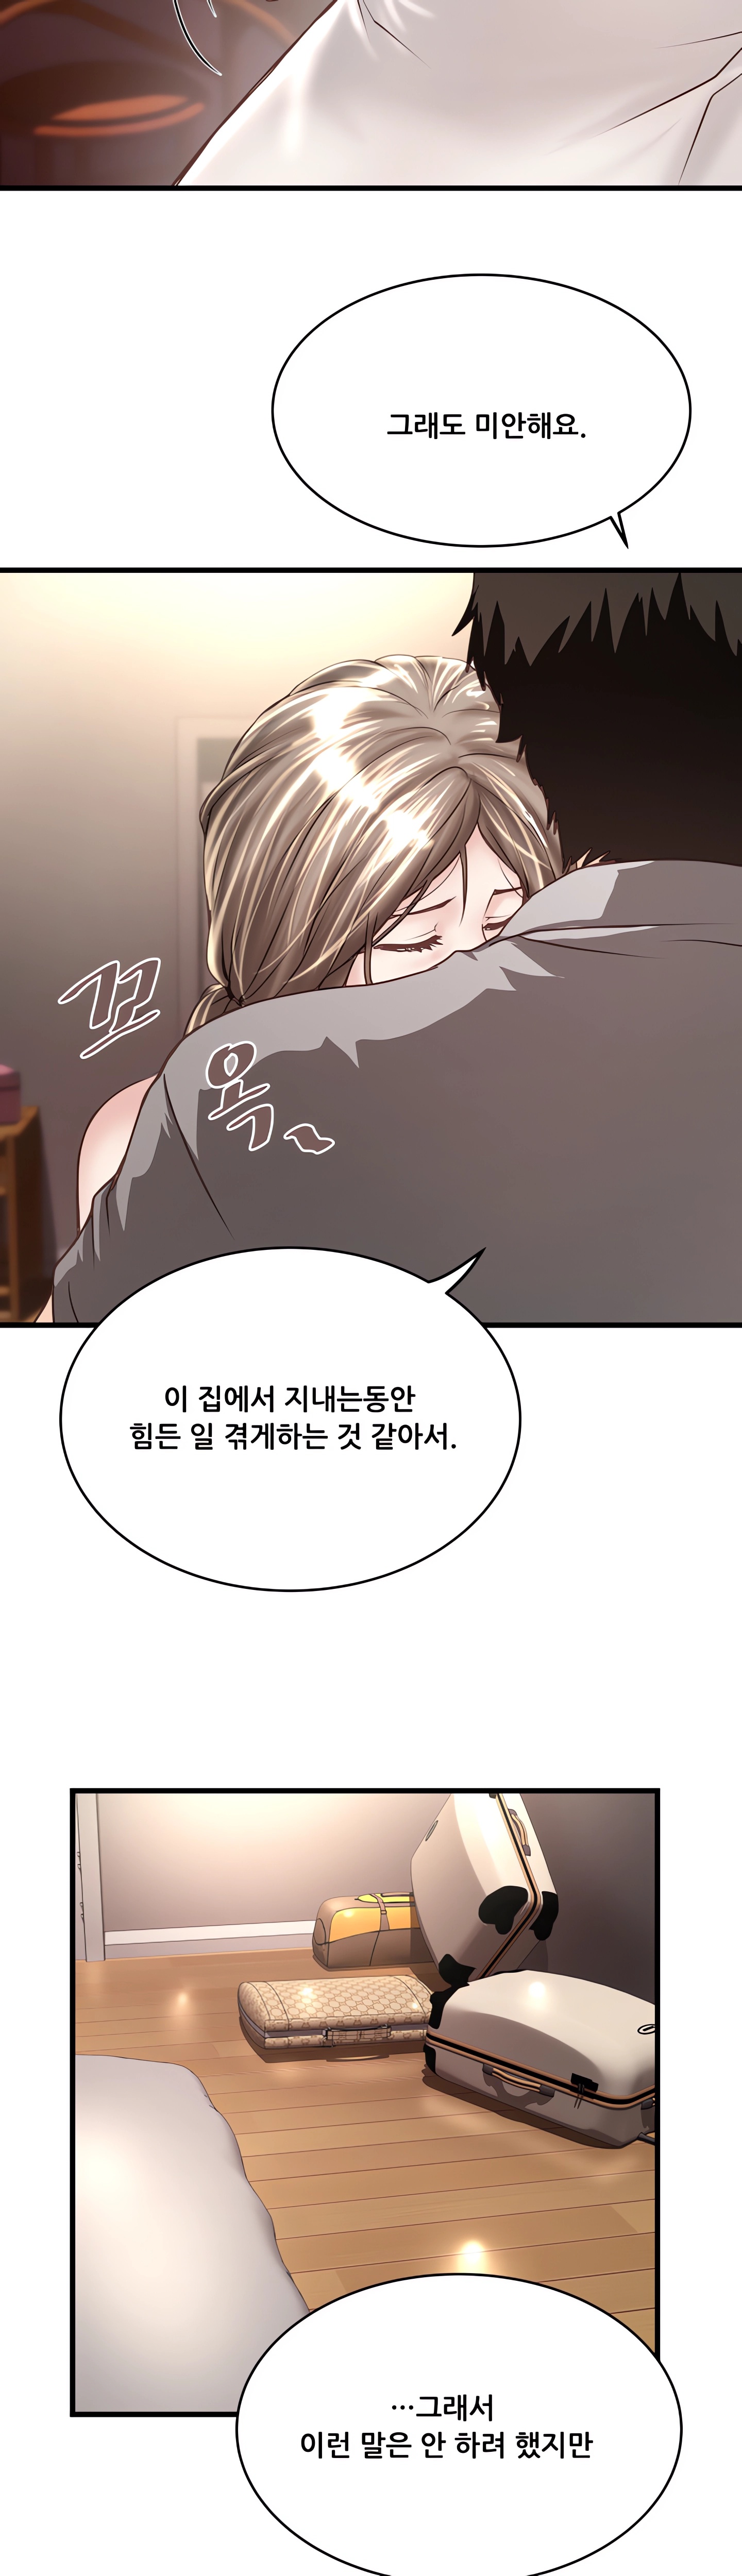 그래도 미안해요.
꼬
옥~
이 집에서 지내는동안
힘든 일 겪게하는 것 같아서.
…그래서
이런 말은 안 하려 했지만